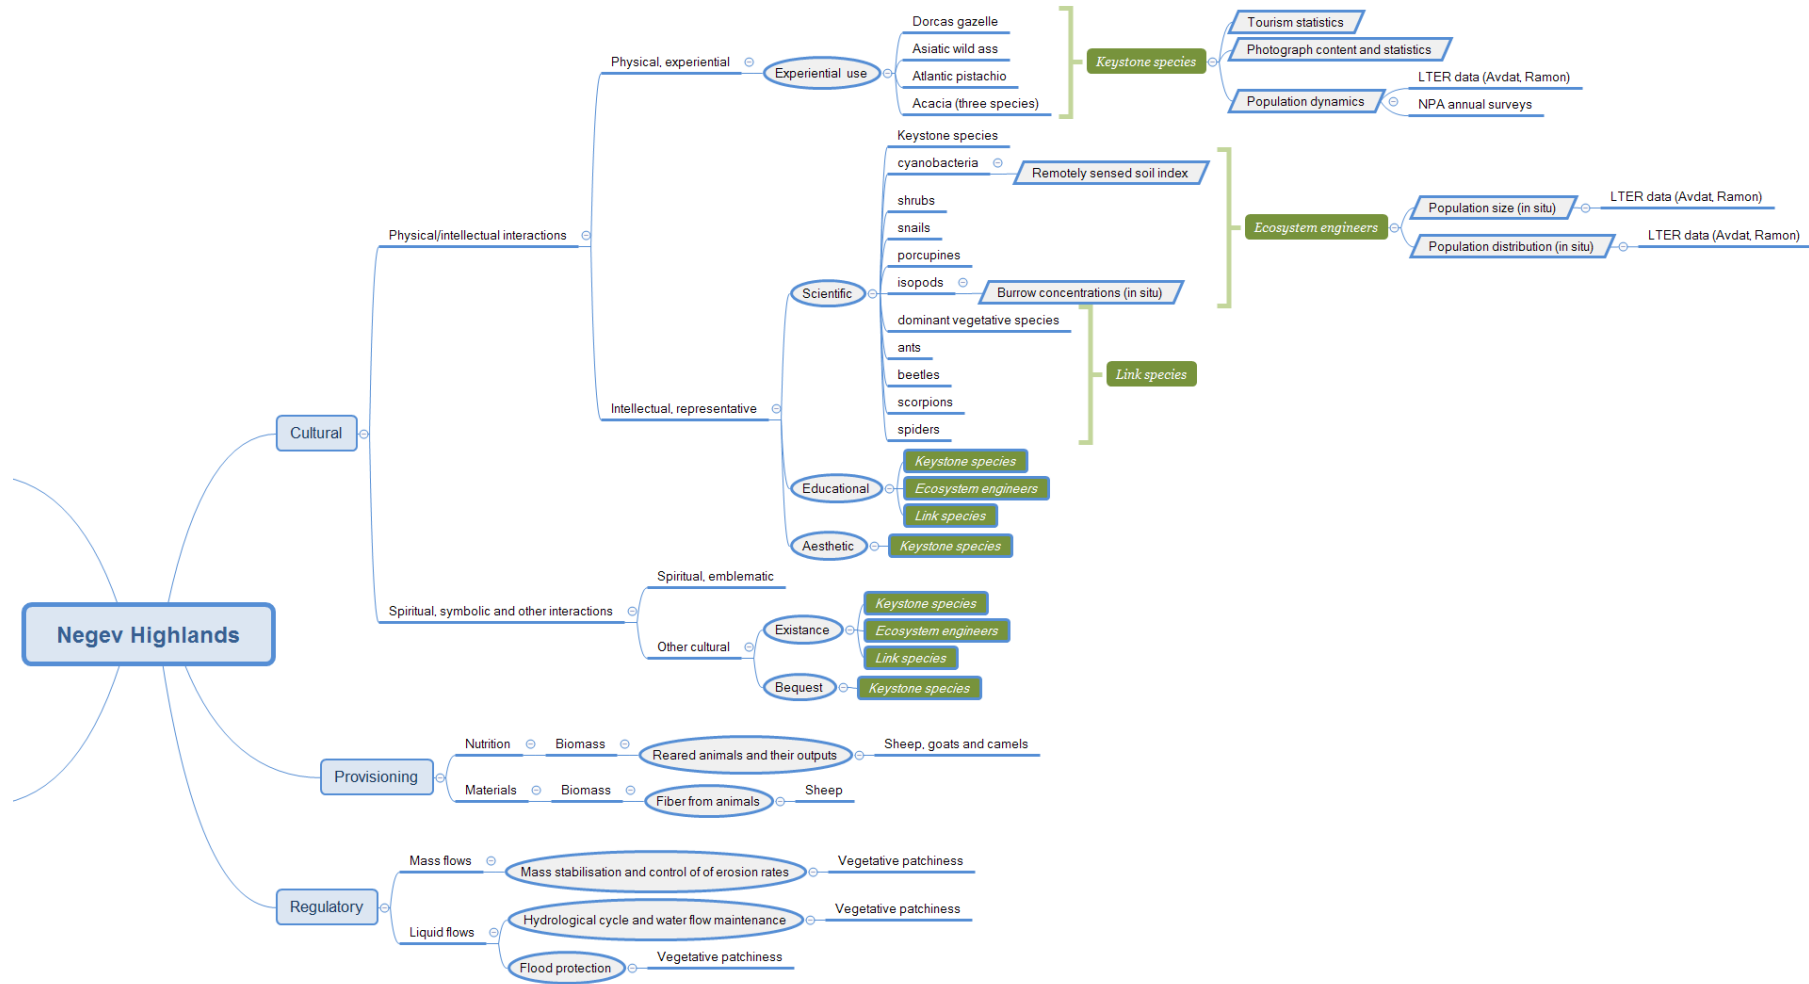 Negev Highlands
Cultural
Physical/intellectual interactions
Physical, experiential
Experiential use
Dorcas gazelle
Asiatic wild ass
Atlantic pistachio
Acacia (three species)
Keystone species
Tourism statistics
Photograph content and statistics
Population dynamics
LTER data (Avdat, Ramon)
NPA annual surveys
Intellectual, representative
Scientific
Keystone species
cyanobacteria
Remotely sensed soil index
shrubs
snails
porcupines
isopods
Burrow concentrations (in situ)
Ecosystem engineers
Population size (in situ)
LTER data (Avdat, Ramon)
Population distribution (in situ)
LTER data (Avdat, Ramon)
dominant vegetative species
ants
beetles
scorpions
spiders
Link species
Educational
Keystone species
Ecosystem engineers
Link species
Aesthetic
Keystone species
Spiritual, symbolic and other interactions
Spiritual, emblematic
Other cultural
Existance
Keystone species
Ecosystem engineers
Link species
Bequest
Keystone species
Provisioning
Nutrition
Biomass
Reared animals and their outputs
Sheep, goats and camels
Materials
Biomass
Fiber from animals
Sheep
Regulatory
Mass flows
Mass stabilisation and control of of erosion rates
Vegetative patchiness
Liquid flows
Hydrological cycle and water flow maintenance
Vegetative patchiness
Flood protection
Vegetative patchiness